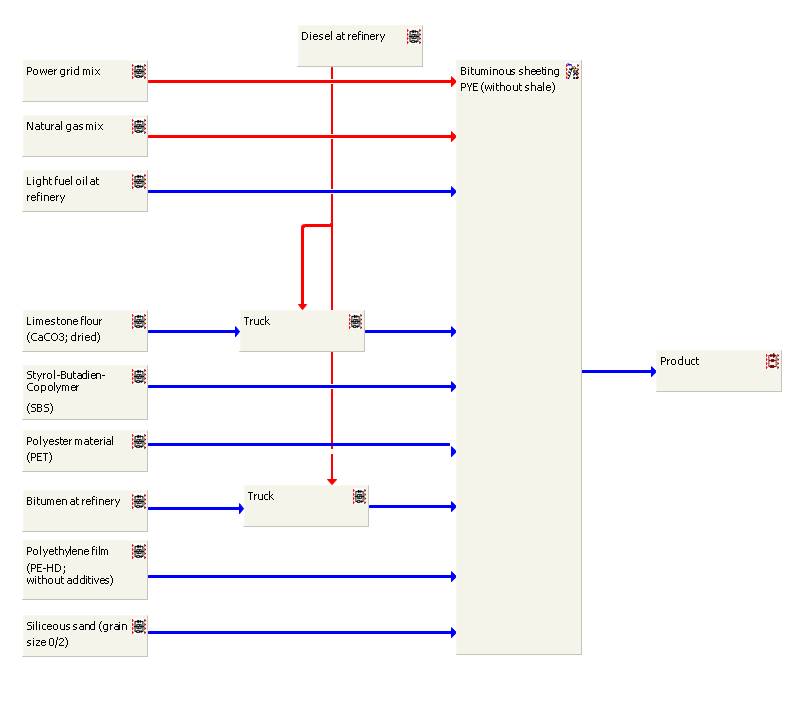 Diesel at refinery
Power grid mix
Bituminous sheeting
PYE (without shale)
Natural gas mix
Light fuel oil at
refinery
Limestone flour
(CaCO3; dried)
Truck
Styrol-Butadien-
Copolymer
(SBS)
Product
Polyester material
(PET)
Bitumen at refinery
Truck
Polyethylene film
(PE-HD;
without additives)
Siliceous sand (grain
size 0/2)